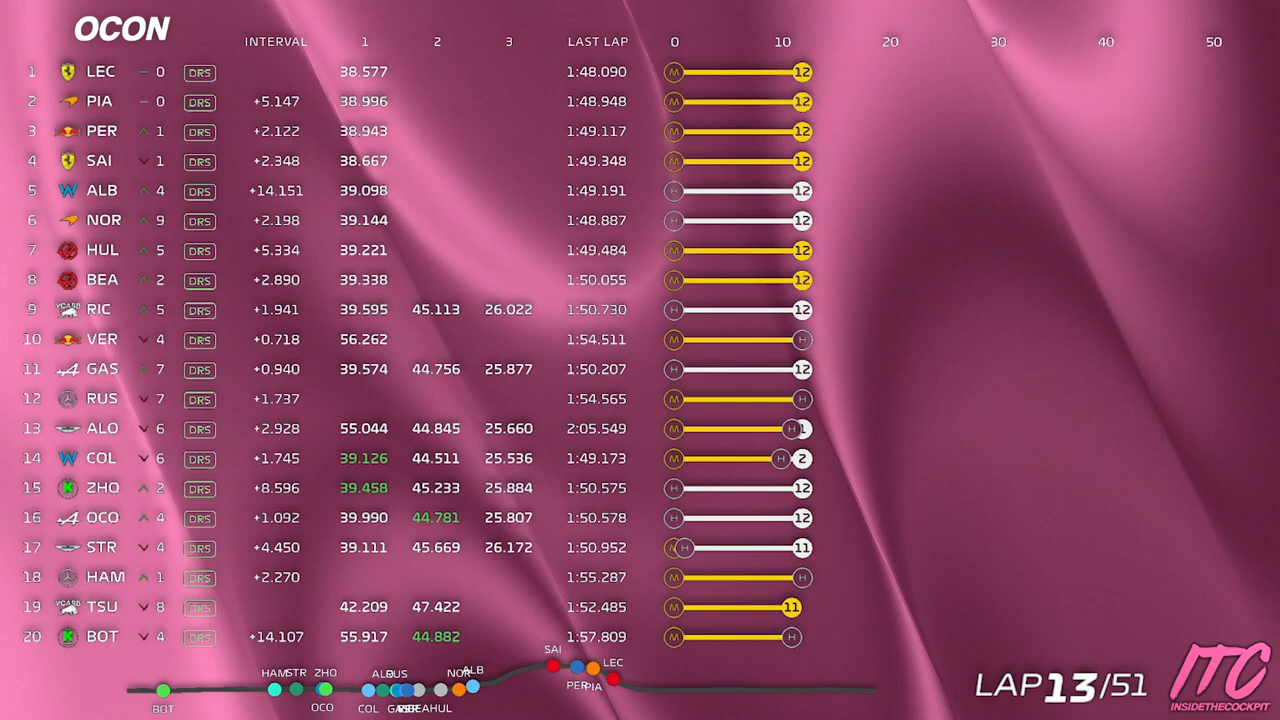 OCON
INTERVAL 1 2 3 LAST LAP 0 10 20 30 40 50
1 LEC – 0 DRS 38.577 1:48.090 M 12
2 PIA – 0 DRS +5.147 38.996 1:48.948 M 12
3 PER ^ 1 DRS +2.122 38.943 1:49.117 M 12
4 SAI v 1 DRS +2.348 38.667 1:49.348 M 12
5 ALB ^ 4 DRS +14.151 39.098 1:49.191 H 12
6 NOR ^ 9 DRS +2.198 39.144 1:48.887 H 12
7 HUL ^ 5 DRS +5.334 39.221 1:49.484 M 12
8 BEA ^ 2 DRS +2.890 39.338 1:50.055 M 12
9 VCARB RIC ^ 5 DRS +1.941 39.595 45.113 26.022 1:50.730 H 12
10 VER v 4 DRS +0.718 56.262 1:54.511 M H
11 GAS ^ 7 DRS +0.940 39.574 44.756 25.877 1:50.207 H 12
12 RUS v 7 DRS +1.737 1:54.565 M H
13 ALO v 6 DRS +2.928 55.044 44.845 25.660 2:05.549 M H 1
14 COL v 6 DRS +1.745 39.126 44.511 25.536 1:49.173 M H 2
15 ZHO ^ 2 DRS +8.596 39.458 45.233 25.884 1:50.575 H 12
16 OCO ^ 4 DRS +1.092 39.990 44.781 25.807 1:50.578 H 12
17 STR v 4 DRS +4.450 39.111 45.669 26.172 1:50.952 M H 11
18 HAM ^ 1 DRS +2.270 1:55.287 M H
19 VCARB TSU v 8 DRS 42.209 47.422 1:52.485 M 11
20 BOT v 4 DRS +14.107 55.917 44.882 1:57.809 M H
SAI LEC
HAM STR ZHO RUS NOR ALB
PER PIA
BOT OCO COL HUL
LAP 13/51
ITC
INSIDETHECOCKPIT